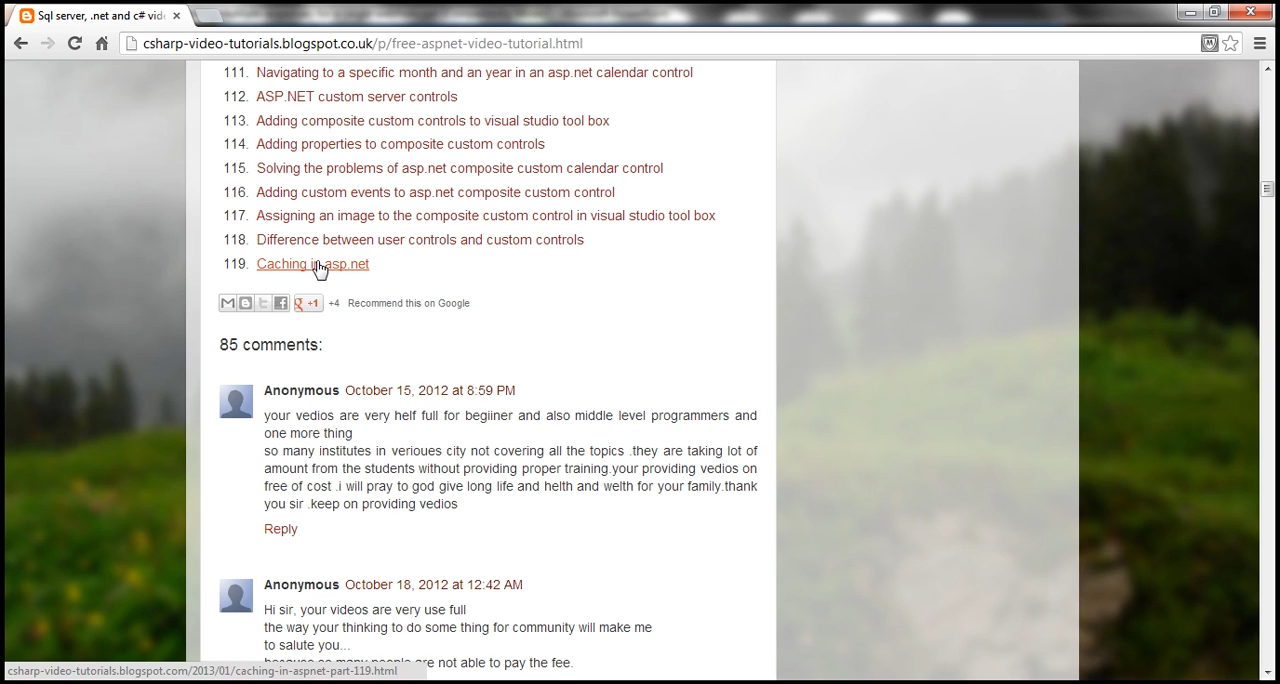 Sql server, .net and c# vide
csharp-video-tutorials.blogspot.co.uk/p/free-aspnet-video-tutorial.html
111. Navigating to a specific month and an year in an asp.net calendar control
112. ASP.NET custom server controls
113. Adding composite custom controls to visual studio tool box
114. Adding properties to composite custom controls
115. Solving the problems of asp.net composite custom calendar control
116. Adding custom events to asp.net composite custom control
117. Assigning an image to the composite custom control in visual studio tool box
118. Difference between user controls and custom controls
119. Caching in asp.net
+1 +4 Recommend this on Google
85 comments:
Anonymous October 15, 2012 at 8:59 PM
your vedios are very helf full for begiiner and also middle level programmers and
one more thing
so many institutes in verioues city not covering all the topics .they are taking lot of
amount from the students without providing proper training.your providing vedios on
free of cost .i will pray to god give long life and helth and welth for your family.thank
you sir .keep on providing vedios
Reply
Anonymous October 18, 2012 at 12:42 AM
Hi sir, your videos are very use full
the way your thinking to do some thing for community will make me
to salute you...
because so many people are not able to pay the fee.
csharp-video-tutorials.blogspot.com/2013/01/caching-in-aspnet-part-119.html